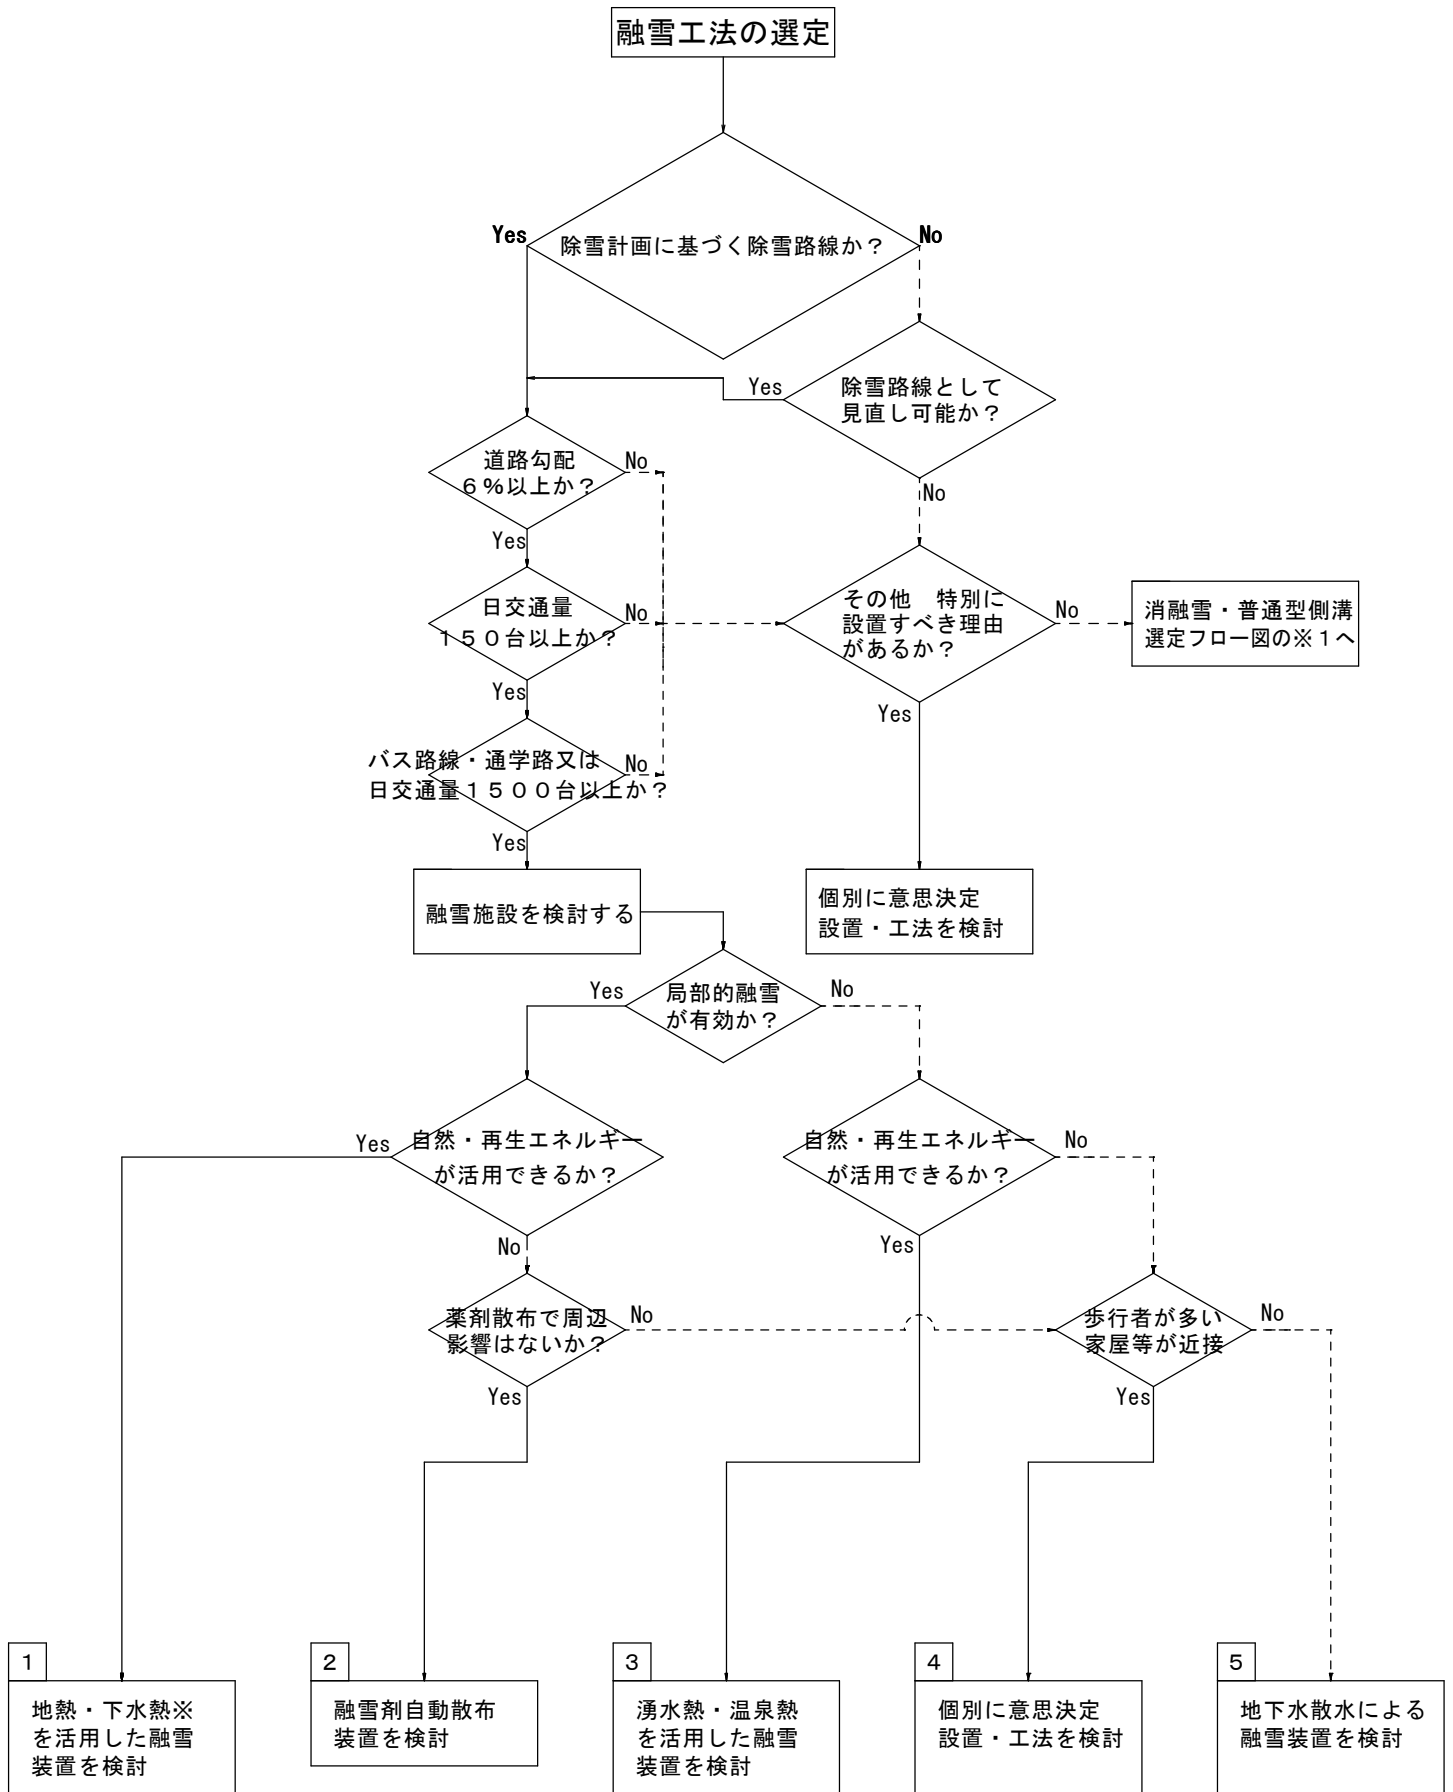 融雪工法の選定
Yes
除雪計画に基づく除雪路線か？
No
Yes
除雪路線として
見直し可能か？
No
道路勾配
６％以上か？
No
Yes
日交通量
１５０台以上か？
No
Yes
その他　特別に
設置すべき理由
があるか？
No
消融雪・普通型側溝
選定フロー図の※１へ
Yes
バス路線・通学路又は
日交通量１５００台以上か？
No
Yes
融雪施設を検討する
個別に意思決定
設置・工法を検討
Yes
局部的融雪
が有効か？
No
Yes
自然・再生エネルギー
が活用できるか？
No
自然・再生エネルギー
が活用できるか？
No
Yes
薬剤散布で周辺
影響はないか？
No
Yes
歩行者が多い
家屋等が近接
No
Yes
１
地熱・下水熱※
を活用した融雪
装置を検討
２
融雪剤自動散布
装置を検討
３
湧水熱・温泉熱
を活用した融雪
装置を検討
４
個別に意思決定
設置・工法を検討
５
地下水散水による
融雪装置を検討